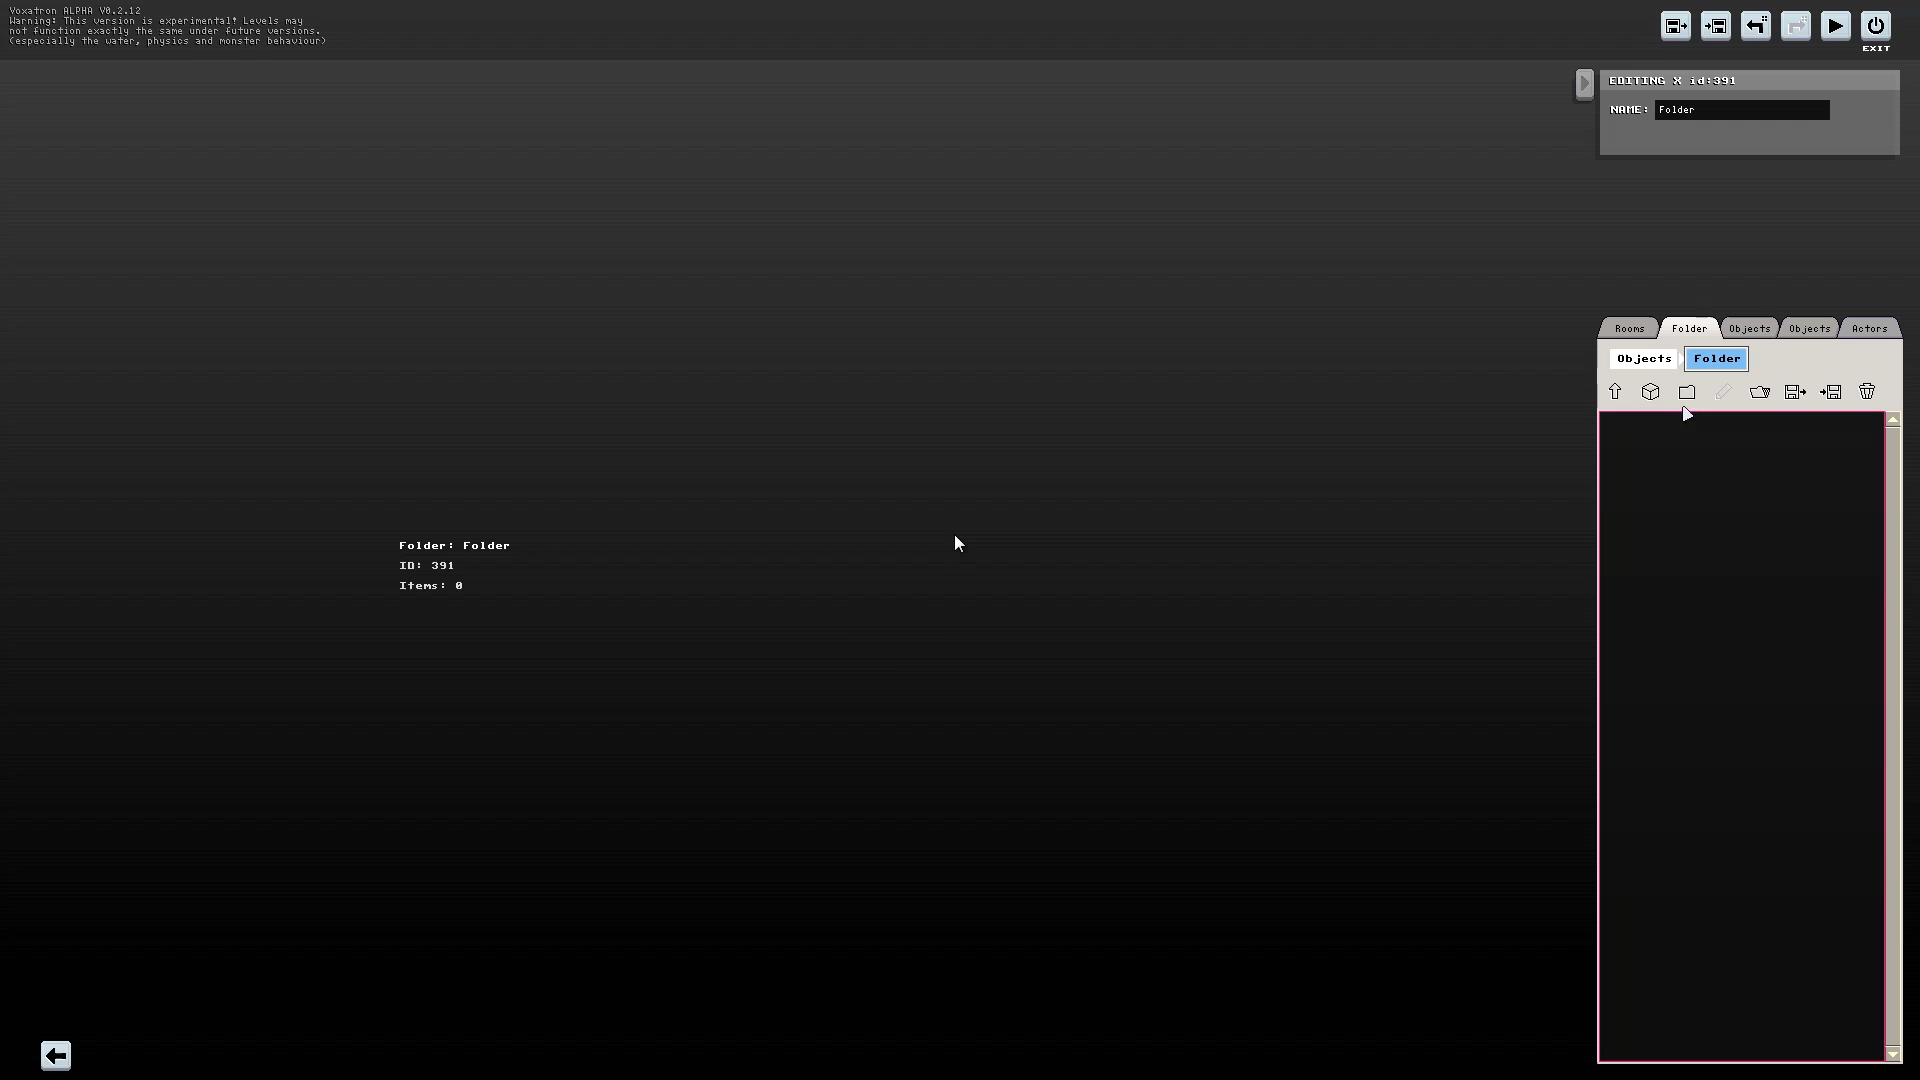 Voxatron ALPHA V0.2.12
Warning: This version is experimental! Levels may
not function exactly the same under future versions.
(especially the water, physics and monster behaviour)
EXIT
EDITING X id:391
NAME: Folder
Rooms Folder Objects Objects Actors
Objects Folder
Folder: Folder
ID: 391
Items: 0